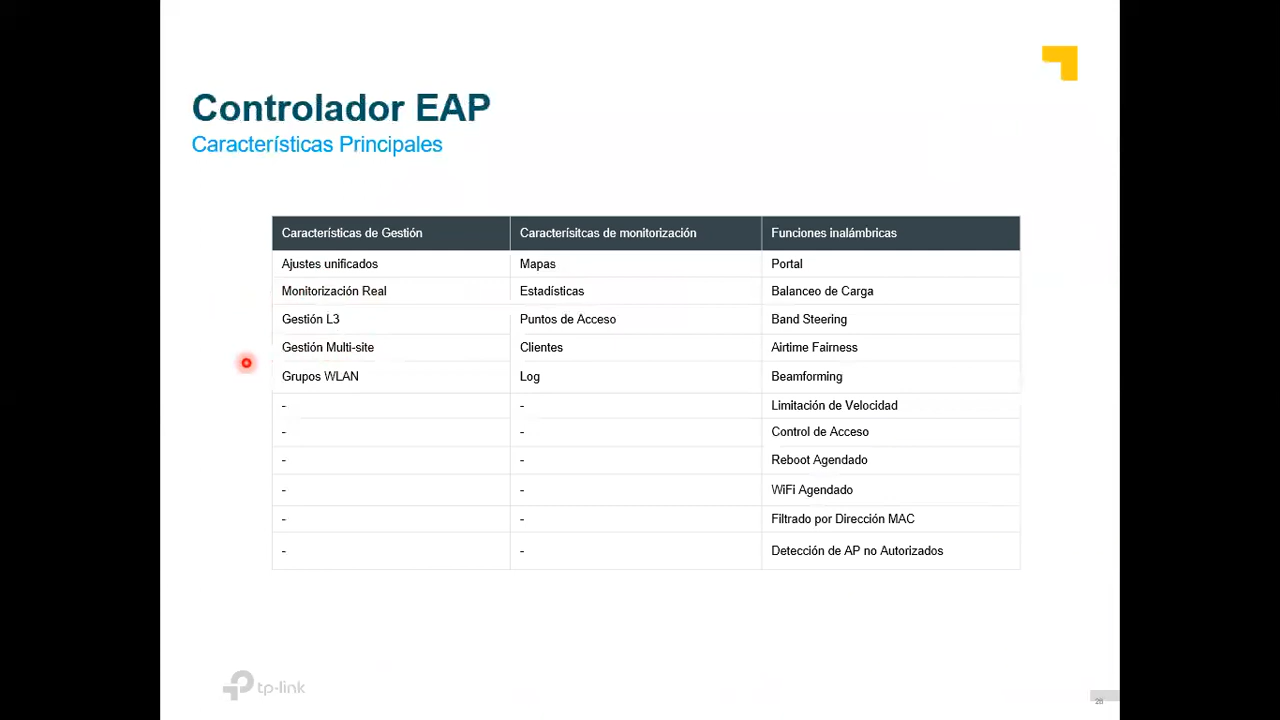 Controlador EAP
Características Principales
Características de Gestión Caracterísitcas de monitorización Funciones inalámbricas
Ajustes unificados Mapas Portal
Monitorización Real Estadísticas Balanceo de Carga
Gestión L3 Puntos de Acceso Band Steering
Gestión Multi-site Clientes Airtime Fairness
Grupos WLAN Log Beamforming
- - Limitación de Velocidad
- - Control de Acceso
- - Reboot Agendado
- - WiFi Agendado
- - Filtrado por Dirección MAC
- - Detección de AP no Autorizados
tp-link